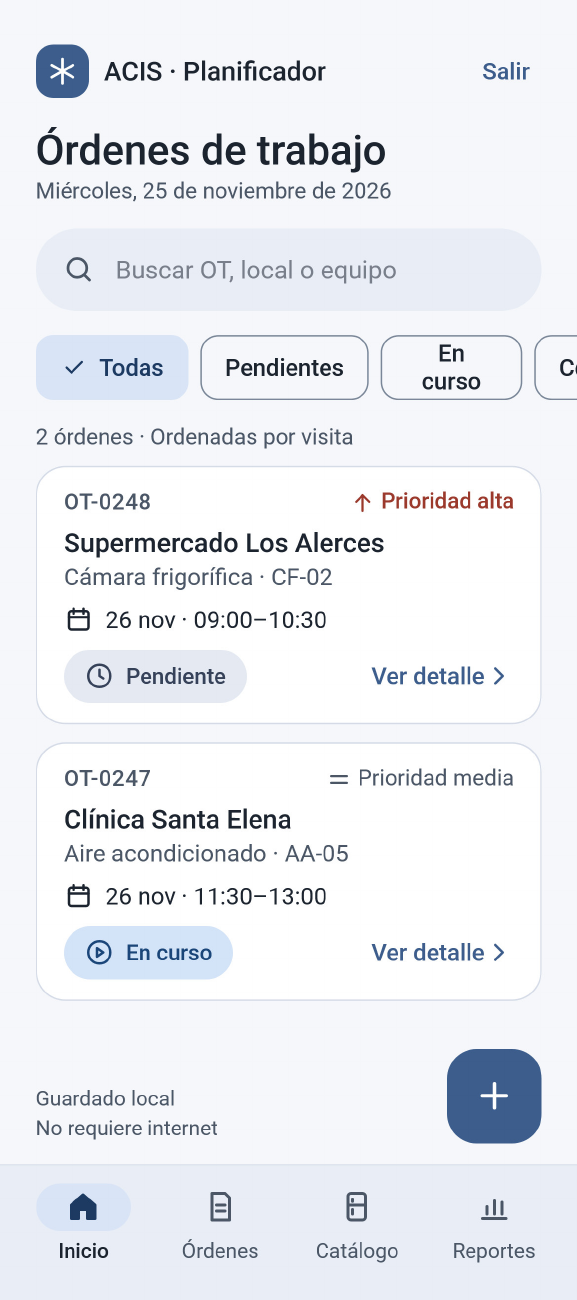 ACIS · Planificador
Salir
Órdenes de trabajo
Miércoles, 25 de noviembre de 2026
Buscar OT, local o equipo
Todas
Pendientes
En
curso
2 órdenes · Ordenadas por visita
OT-0248
Prioridad alta
Supermercado Los Alerces
Cámara frigorífica · CF-02
26 nov · 09:00–10:30
Pendiente
Ver detalle
OT-0247
Prioridad media
Clínica Santa Elena
Aire acondicionado · AA-05
26 nov · 11:30–13:00
En curso
Ver detalle
Guardado local
No requiere internet
Inicio
Órdenes
Catálogo
Reportes